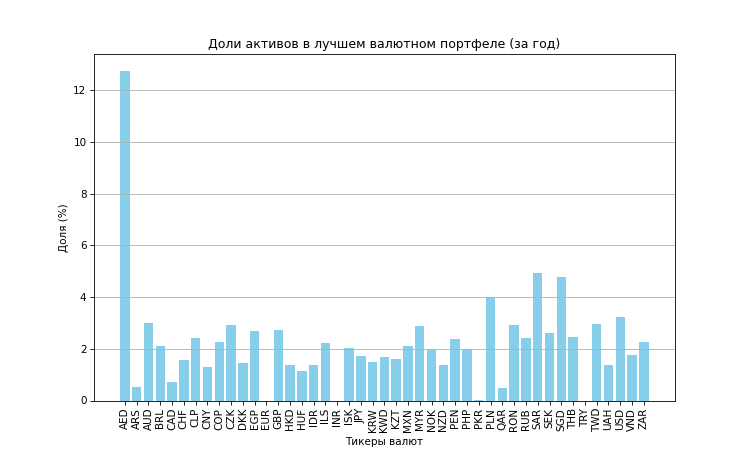 Доли активов в лучшем валютном портфеле (за год)
Доля (%)
12
10
8
6
4
2
0
AED
ARS
AUD
BRL
CAD
CHF
CLP
CNY
COP
CZK
DKK
EGP
EUR
GBP
HKD
HUF
IDR
ILS
INR
ISK
JPY
KRW
KWD
KZT
MXN
MYR
NOK
NZD
PEN
PHP
PKR
PLN
QAR
RON
RUB
SAR
SEK
SGD
THB
TRY
TWD
UAH
USD
VND
ZAR
Тикеры валют